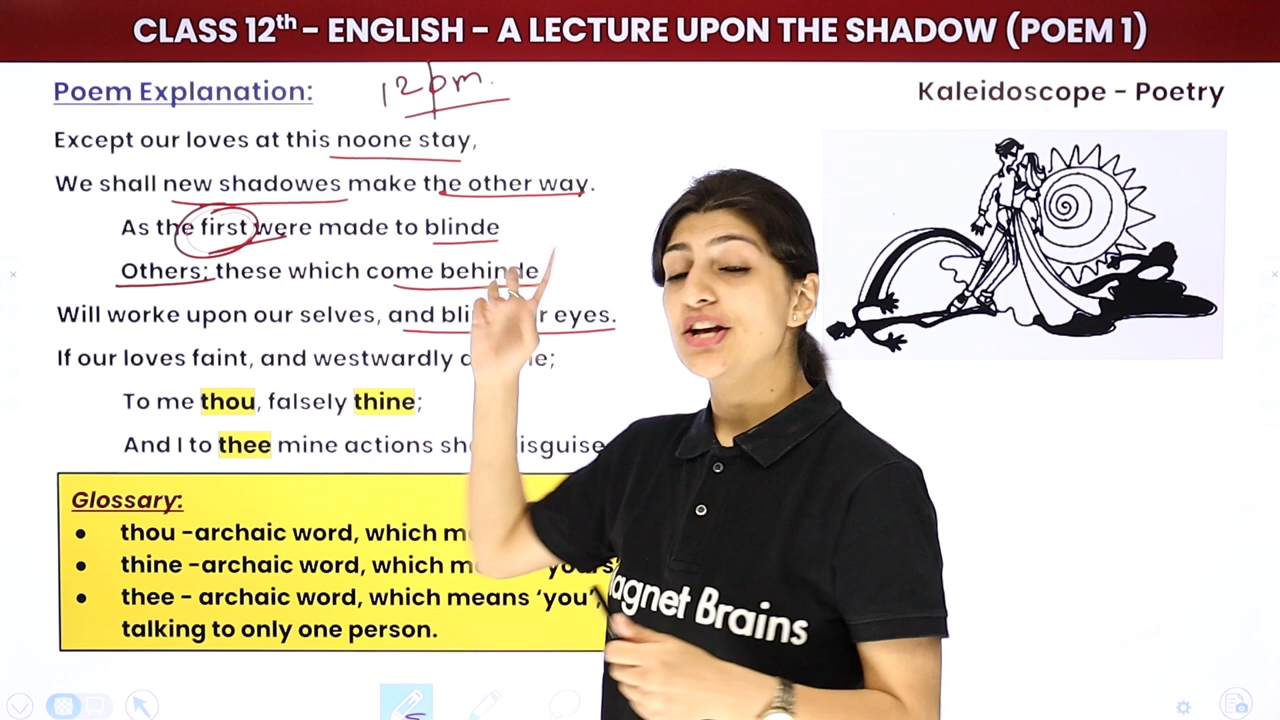 CLASS 12th - ENGLISH - A LECTURE UPON THE SHADOW (POEM 1)
Poem Explanation:
12 pm.
Kaleidoscope - Poetry
Except our loves at this noone stay,
We shall new shadowes make the other way.
As the first were made to blinde
Others; these which come behinde
Will worke upon our selves, and eyes.
If our loves faint, and westwardly
To me thou, falsely thine;
And I to thee mine actions
Glossary:
● thou -archaic word, which
● thine -archaic word, which
● thee - archaic word, which means 'you',
talking to only one person.
Magnet Brains